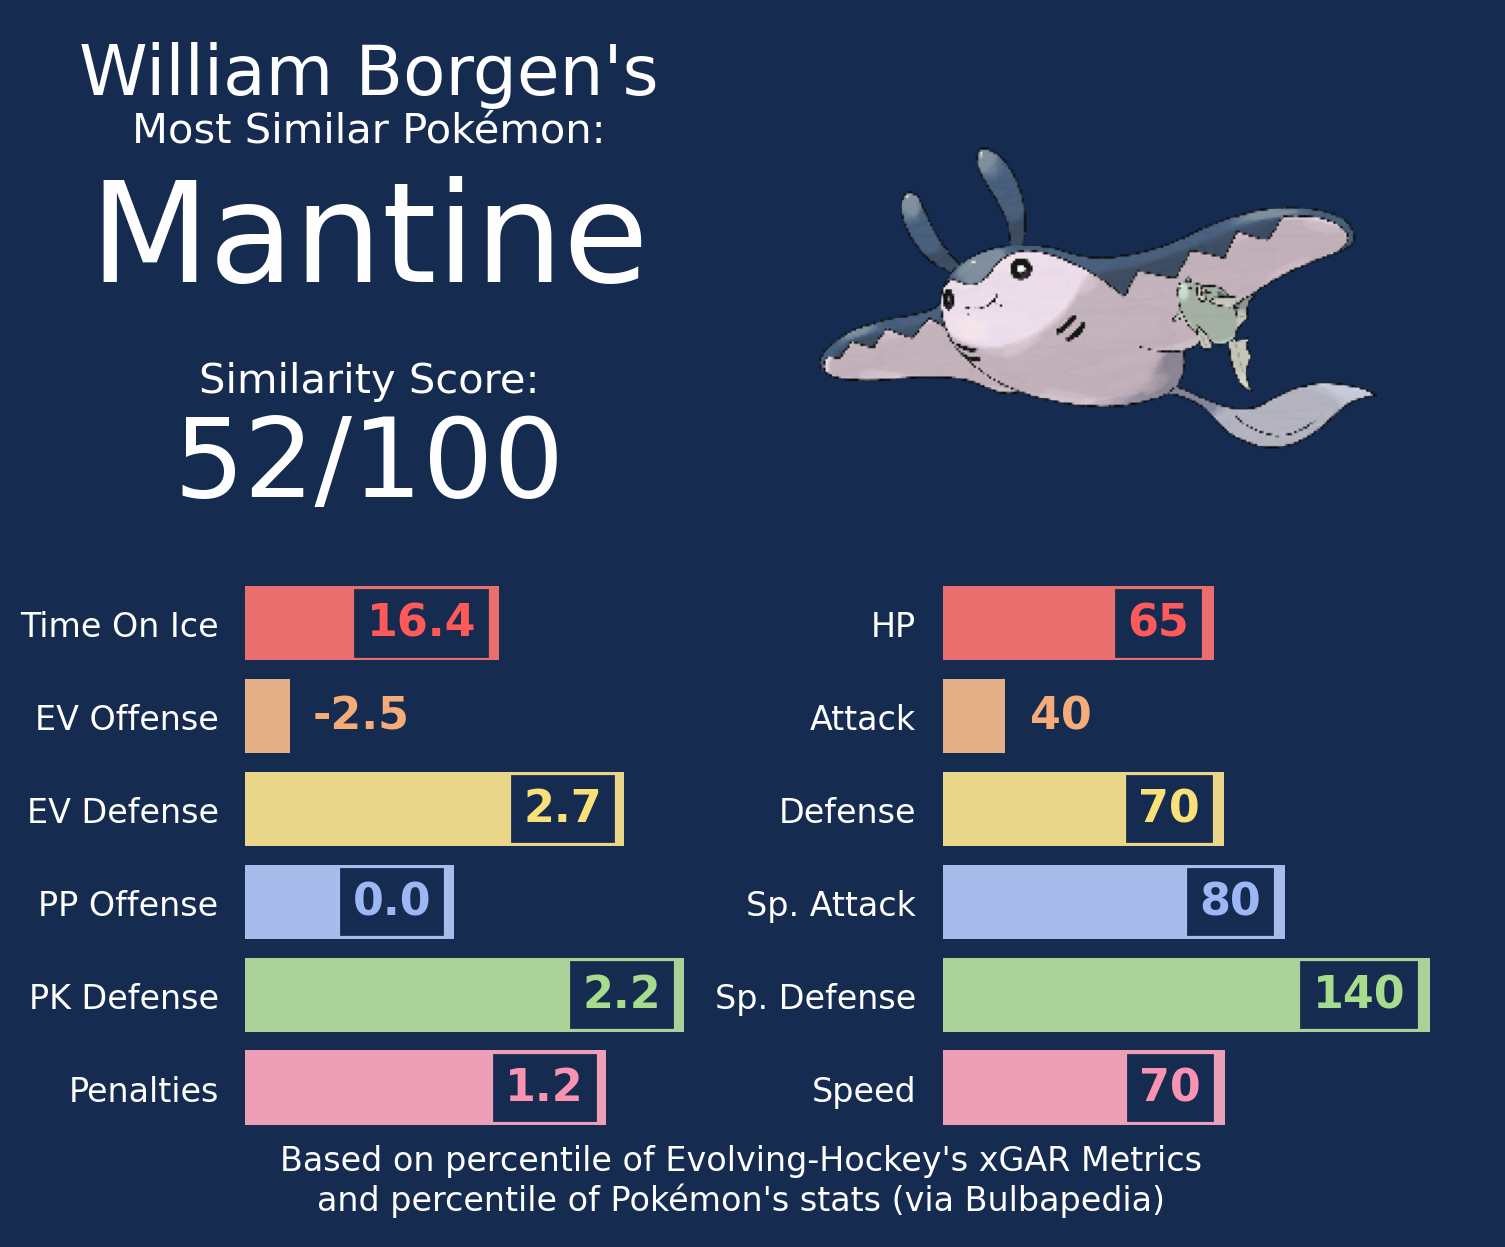 William Borgen's
Most Similar Pokémon:
Mantine
Similarity Score:
52/100
Time On Ice 16.4
EV Offense -2.5
EV Defense 2.7
PP Offense 0.0
PK Defense 2.2
Penalties 1.2
HP 65
Attack 40
Defense 70
Sp. Attack 80
Sp. Defense 140
Speed 70
Based on percentile of Evolving-Hockey's xGAR Metrics
and percentile of Pokémon's stats (via Bulbapedia)